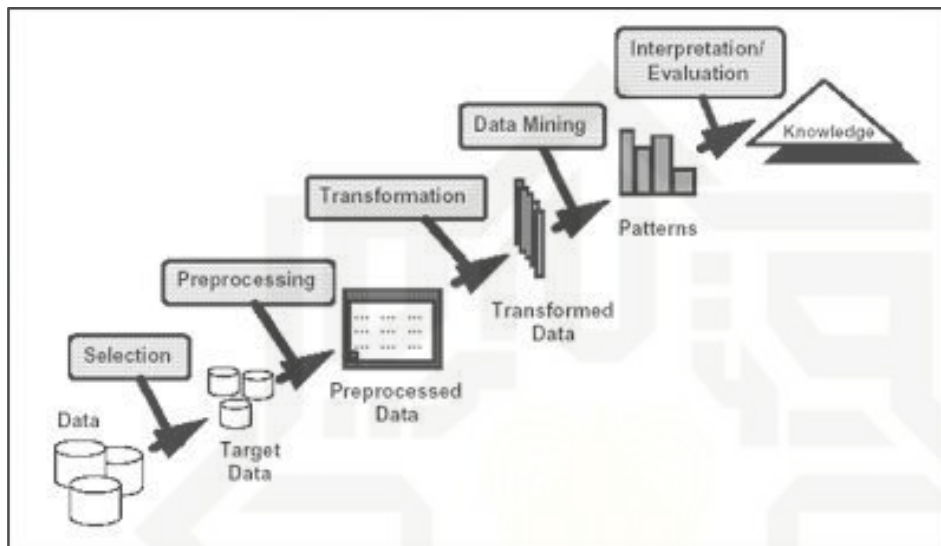 Interpretation/
Evaluation
Data Mining
Knowledge
Transformation
Patterns
Preprocessing
Transformed
Data
Selection
Preprocessed
Data
Data
Target
Data